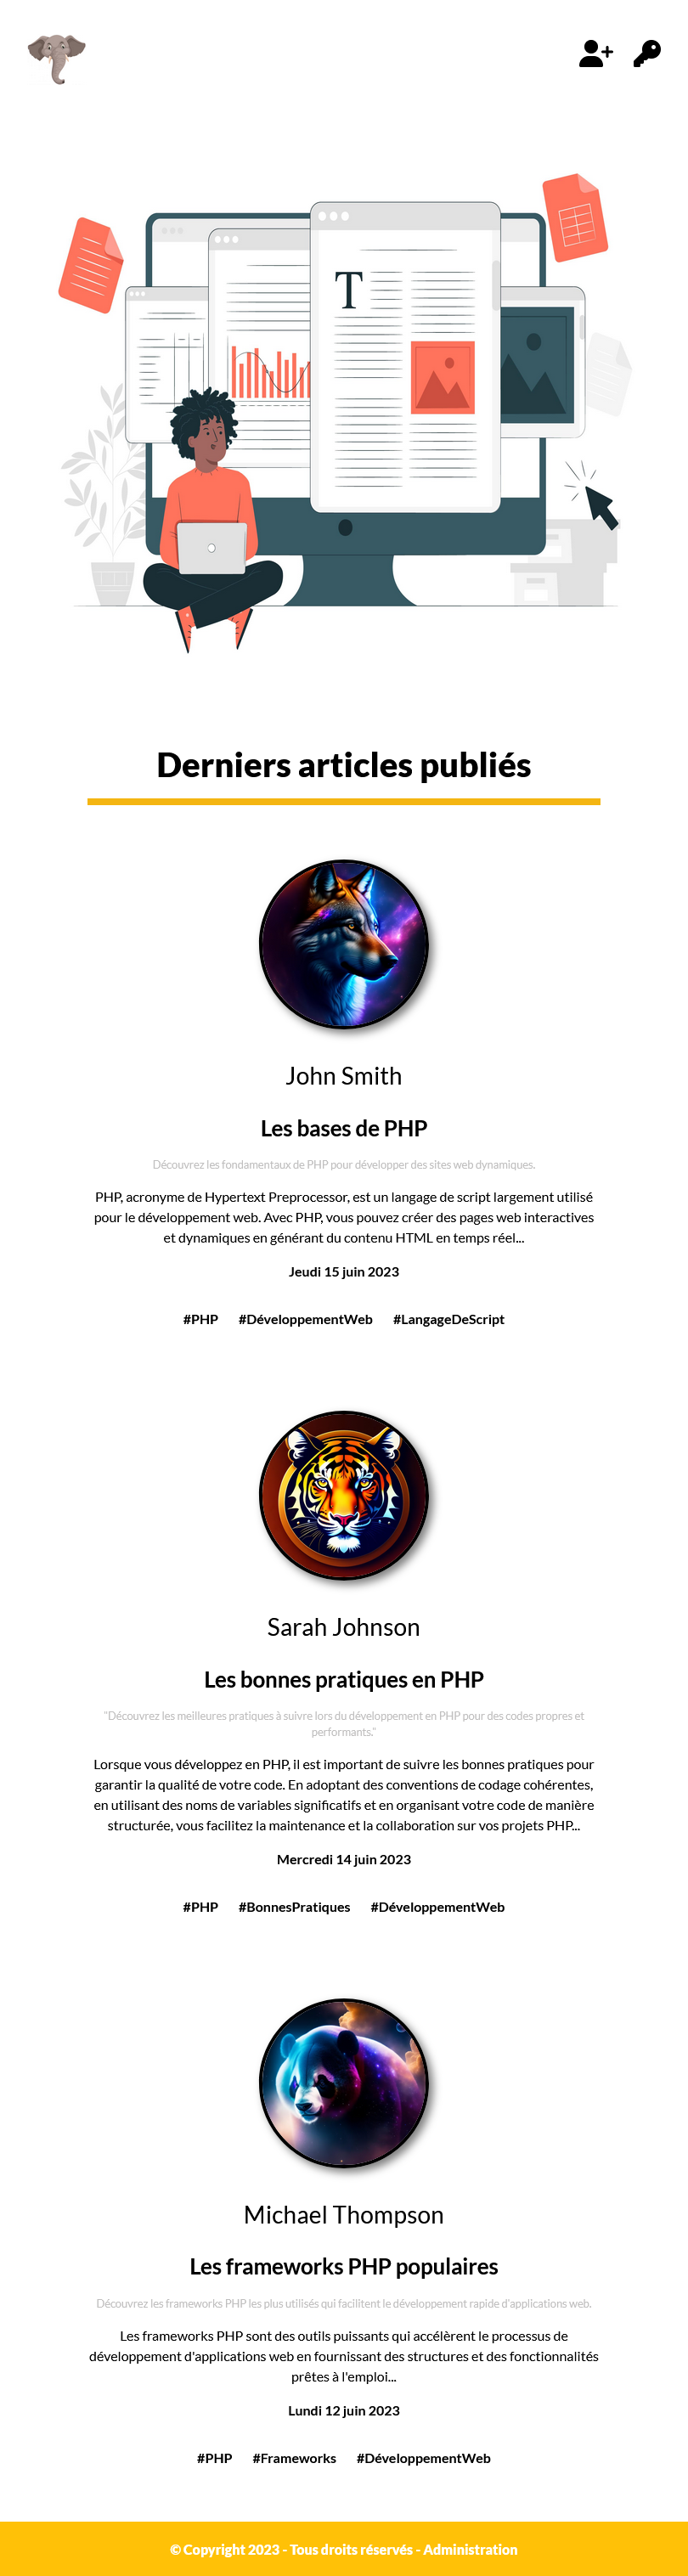 T
Derniers articles publiés
John Smith
Les bases de PHP
Découvrez les fondamentaux de PHP pour développer des sites web dynamiques.
PHP, acronyme de Hypertext Preprocessor, est un langage de script largement utilisé
pour le développement web. Avec PHP, vous pouvez créer des pages web interactives
et dynamiques en générant du contenu HTML en temps réel...
Jeudi 15 juin 2023
#PHP #DéveloppementWeb #LangageDeScript
Sarah Johnson
Les bonnes pratiques en PHP
"Découvrez les meilleures pratiques à suivre lors du développement en PHP pour des codes propres et
performants."
Lorsque vous développez en PHP, il est important de suivre les bonnes pratiques pour
garantir la qualité de votre code. En adoptant des conventions de codage cohérentes,
en utilisant des noms de variables significatifs et en organisant votre code de manière
structurée, vous facilitez la maintenance et la collaboration sur vos projets PHP...
Mercredi 14 juin 2023
#PHP #BonnesPratiques #DéveloppementWeb
Michael Thompson
Les frameworks PHP populaires
Découvrez les frameworks PHP les plus utilisés qui facilitent le développement rapide d'applications web.
Les frameworks PHP sont des outils puissants qui accélèrent le processus de
développement d'applications web en fournissant des structures et des fonctionnalités
prêtes à l'emploi...
Lundi 12 juin 2023
#PHP #Frameworks #DéveloppementWeb
© Copyright 2023 - Tous droits réservés - Administration